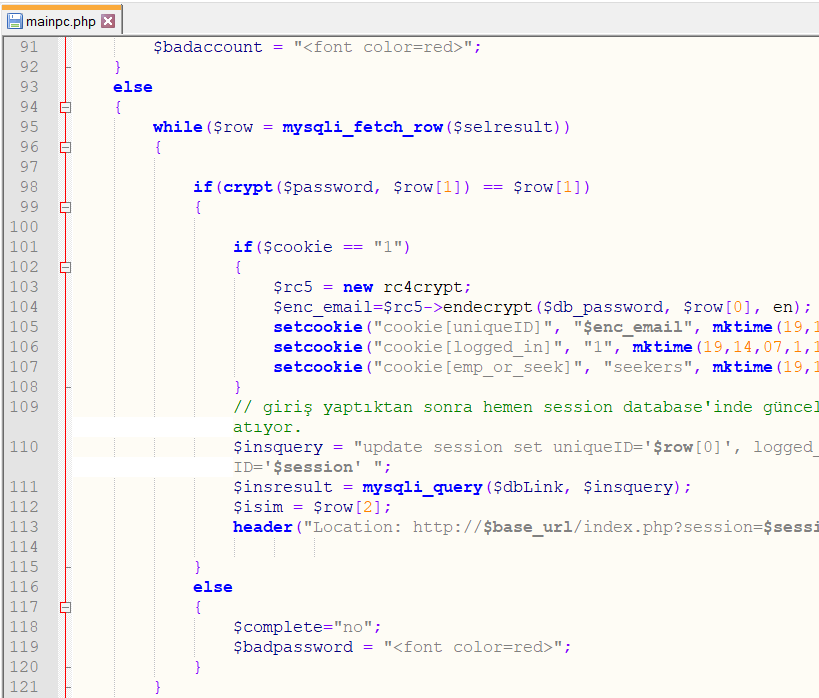 mainpc.php
91 $badaccount = "<font color=red>";
92 }
93 else
94 {
95 while($row = mysqli_fetch_row($selresult))
96 {
97
98 if(crypt($password, $row[1]) == $row[1])
99 {
100
101 if($cookie == "1")
102 {
103 $rc5 = new rc4crypt;
104 $enc_email=$rc5->endecrypt($db_password, $row[0], en);
105 setcookie("cookie[uniqueID]", "$enc_email", mktime(19,1
106 setcookie("cookie[logged_in]", "1", mktime(19,14,07,1,1
107 setcookie("cookie[emp_or_seek]", "seekers", mktime(19,1
108 }
109 // giriş yaptıktan sonra hemen session database'inde güncel
atıyor.
110 $insquery = "update session set uniqueID='$row[0]', logged_
ID='$session' ";
111 $insresult = mysqli_query($dbLink, $insquery);
112 $isim = $row[2];
113 header("Location: http://$base_url/index.php?session=$sessi
114
115 }
116 else
117 {
118 $complete="no";
119 $badpassword = "<font color=red>";
120 }
121 }